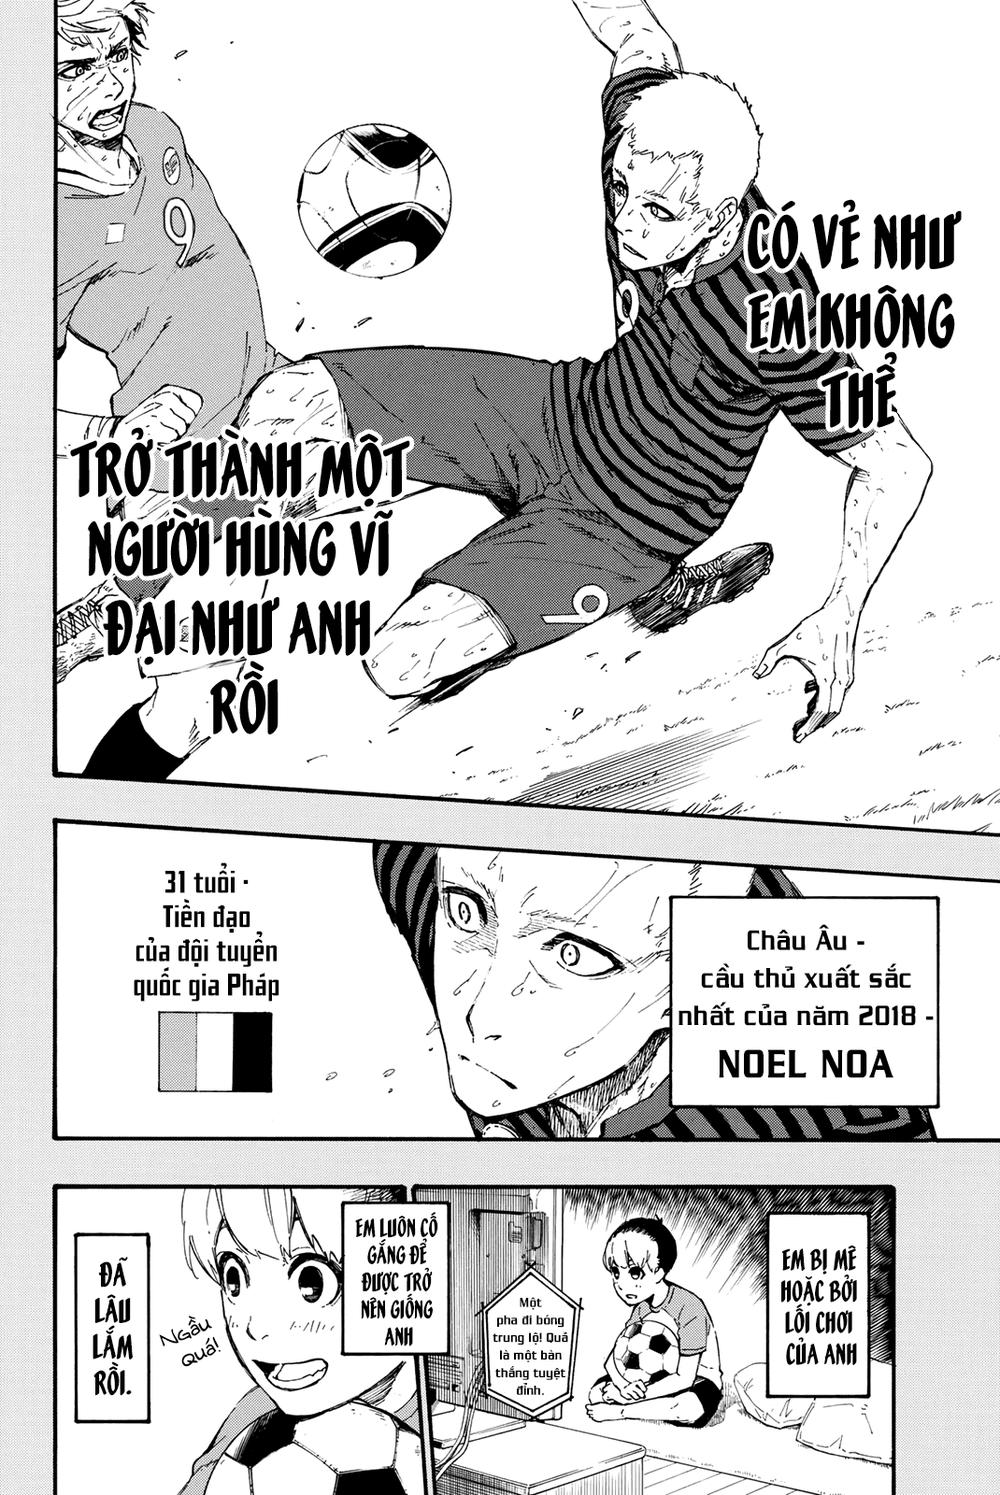 CÓ VẺ NHƯ
EM KHÔNG
THỂ
TRỞ THÀNH MỘT
NGƯỜI HÙNG VĨ
ĐẠI NHƯ ANH
RỒI
9
9
9
Châu Âu -
cầu thủ xuất sắc
nhất của năm 2018 -
NOEL NOA
31 tuổi ·
Tiền đạo
của đội tuyển
quốc gia Pháp
EM BỊ MÊ
HOẶC BỞI
LỐI CHƠI
CỦA ANH
Một
pha đi bóng
trung lộ! Quả
là một bàn
thắng tuyệt
đỉnh.
EM LUÔN CỐ
GẮNG ĐỂ
ĐƯỢC TRỞ
NÊN GIỐNG
ANH
NGẦU
QUÁ!
ĐÃ
LÂU
LẮM
RỒI.